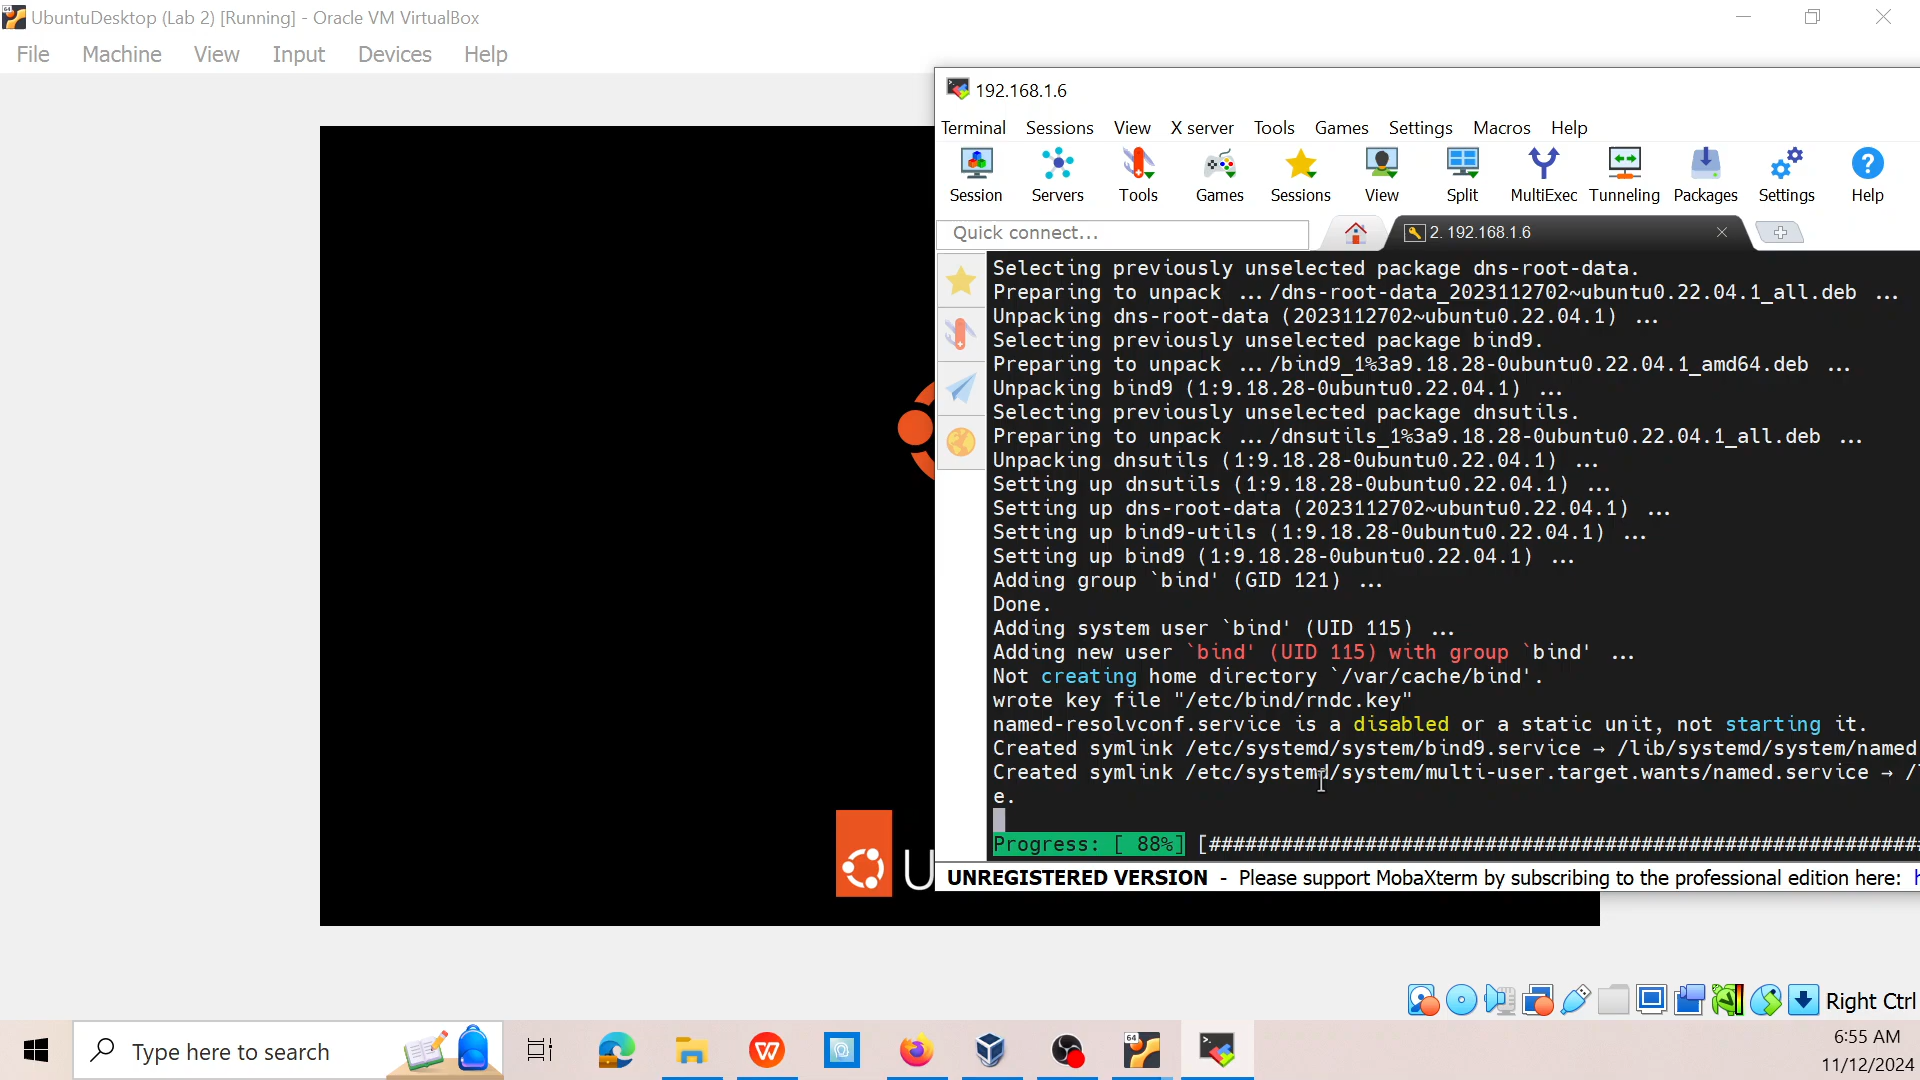 UbuntuDesktop (Lab 2) [Running] - Oracle VM VirtualBox
File Machine View Input Devices Help
192.168.1.6
Terminal Sessions View X server Tools Games Settings Macros Help
Session Servers Tools Games Sessions View Split MultiExec Tunneling Packages Settings Help
Quick connect...
2. 192.168.1.6
Selecting previously unselected package dns-root-data.
Preparing to unpack .../dns-root-data_2023112702~ubuntu0.22.04.1_all.deb ...
Unpacking dns-root-data (2023112702~ubuntu0.22.04.1) ...
Selecting previously unselected package bind9.
Preparing to unpack .../bind9_1%3a9.18.28-0ubuntu0.22.04.1_amd64.deb ...
Unpacking bind9 (1:9.18.28-0ubuntu0.22.04.1) ...
Selecting previously unselected package dnsutils.
Preparing to unpack .../dnsutils_1%3a9.18.28-0ubuntu0.22.04.1_all.deb ...
Unpacking dnsutils (1:9.18.28-0ubuntu0.22.04.1) ...
Setting up dnsutils (1:9.18.28-0ubuntu0.22.04.1) ...
Setting up dns-root-data (2023112702~ubuntu0.22.04.1) ...
Setting up bind9-utils (1:9.18.28-0ubuntu0.22.04.1) ...
Setting up bind9 (1:9.18.28-0ubuntu0.22.04.1) ...
Adding group `bind' (GID 121) ...
Done.
Adding system user `bind' (UID 115) ...
Adding new user `bind' (UID 115) with group `bind' ...
Not creating home directory `/var/cache/bind'.
wrote key file "/etc/bind/rndc.key"
named-resolvconf.service is a disabled or a static unit, not starting it.
Created symlink /etc/systemd/system/bind9.service → /lib/systemd/system/named
Created symlink /etc/systemd/system/multi-user.target.wants/named.service → /
e.
Progress: [ 88%] [###########################################################
UNREGISTERED VERSION - Please support MobaXterm by subscribing to the professional edition here:
U
64
Right Ctrl
Type here to search
64
6:55 AM
11/12/2024